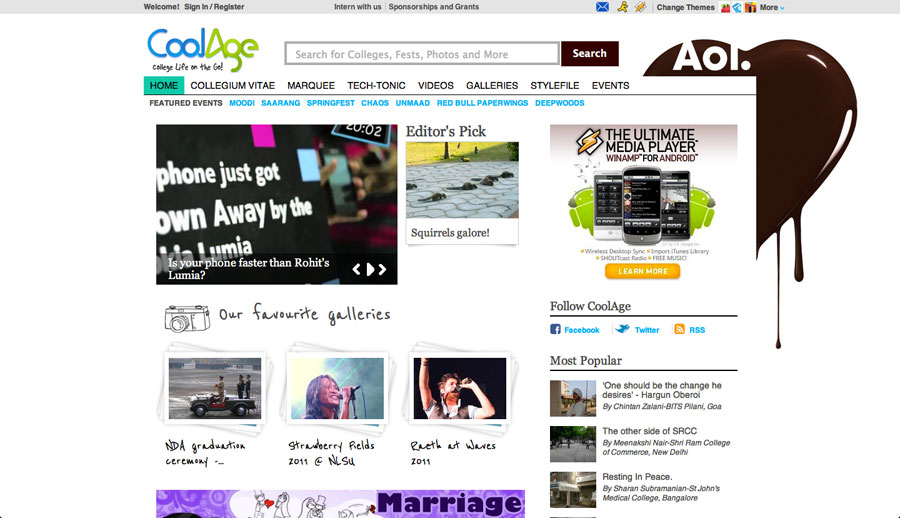 Welcome! Sign In / Register
Intern with us | Sponsorships and Grants
Change Themes
More
CoolAge
College Life on the Go!
Search for Colleges, Fests, Photos and More
Search
Aol.
HOME COLLEGIUM VITAE MARQUEE TECH-TONIC VIDEOS GALLERIES STYLEFILE EVENTS
FEATURED EVENTS MOODI SAARANG SPRINGFEST CHAOS UNMAAD RED BULL PAPERWINGS DEEPWOODS
20:02
phone just got
own Away by the
kia Lumia
Is your phone faster than Rohit's
Lumia?
Editor's Pick
Squirrels galore!
THE ULTIMATE
MEDIA PLAYER
WINAMP® FOR ANDROID™
Wireless Desktop Sync • Import iTunes Library
SHOUTcast Radio • FREE MUSIC!
LEARN MORE
Our favourite galleries
NDA graduation
ceremony -...
Strawberry Fields
2011 @ NLSU
Raeth at Waves
2011
Marriage
Follow CoolAge
Facebook Twitter RSS
Most Popular
'One should be the change he
desires' - Hargun Oberoi
By Chintan Zalani-BITS Pilani, Goa
The other side of SRCC
By Meenakshi Nair-Shri Ram College
of Commerce, New Delhi
Resting In Peace.
By Sharan Subramanian-St John's
Medical College, Bangalore